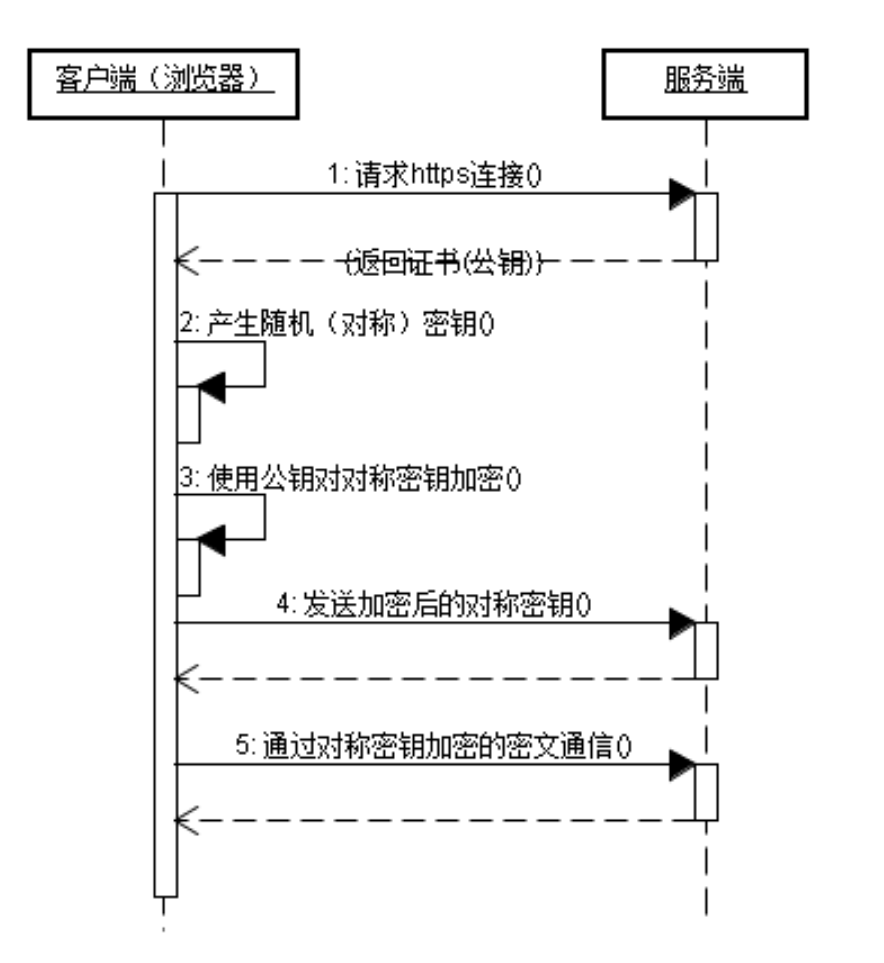 客户端（浏览器）
服务端
1: 请求https连接()
(返回证书(公钥))
2: 产生随机（对称）密钥()
3: 使用公钥对对称密钥加密()
4: 发送加密后的对称密钥()
5: 通过对称密钥加密的密文通信()